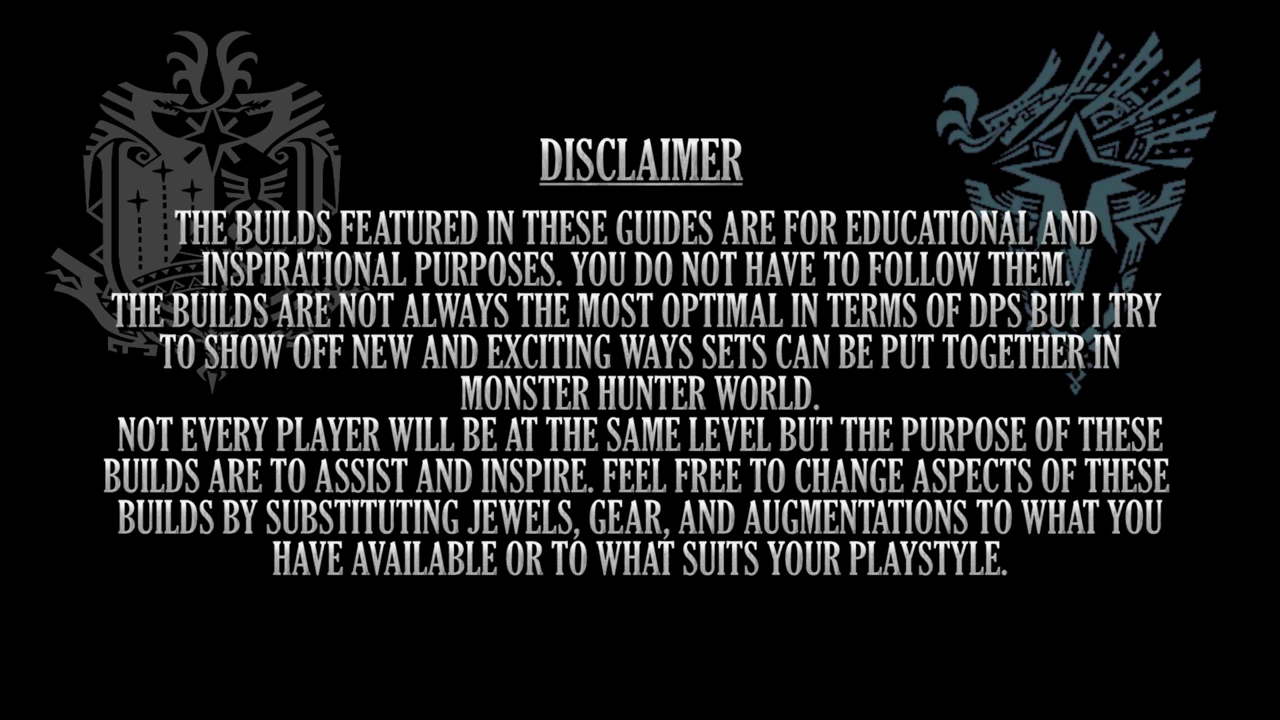 DISCLAIMER
THE BUILDS FEATURED IN THESE GUIDES ARE FOR EDUCATIONAL AND
INSPIRATIONAL PURPOSES. YOU DO NOT HAVE TO FOLLOW THEM.
THE BUILDS ARE NOT ALWAYS THE MOST OPTIMAL IN TERMS OF DPS BUT I TRY
TO SHOW OFF NEW AND EXCITING WAYS SETS CAN BE PUT TOGETHER IN
MONSTER HUNTER WORLD.
NOT EVERY PLAYER WILL BE AT THE SAME LEVEL BUT THE PURPOSE OF THESE
BUILDS ARE TO ASSIST AND INSPIRE. FEEL FREE TO CHANGE ASPECTS OF THESE
BUILDS BY SUBSTITUTING JEWELS, GEAR, AND AUGMENTATIONS TO WHAT YOU
HAVE AVAILABLE OR TO WHAT SUITS YOUR PLAYSTYLE.